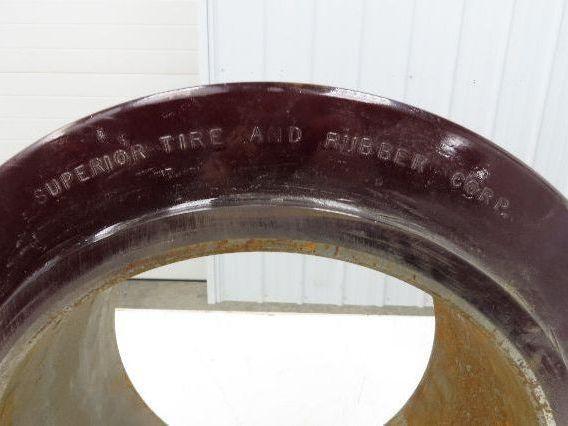 SUPERIOR TIRE AND RUBBER CORP.